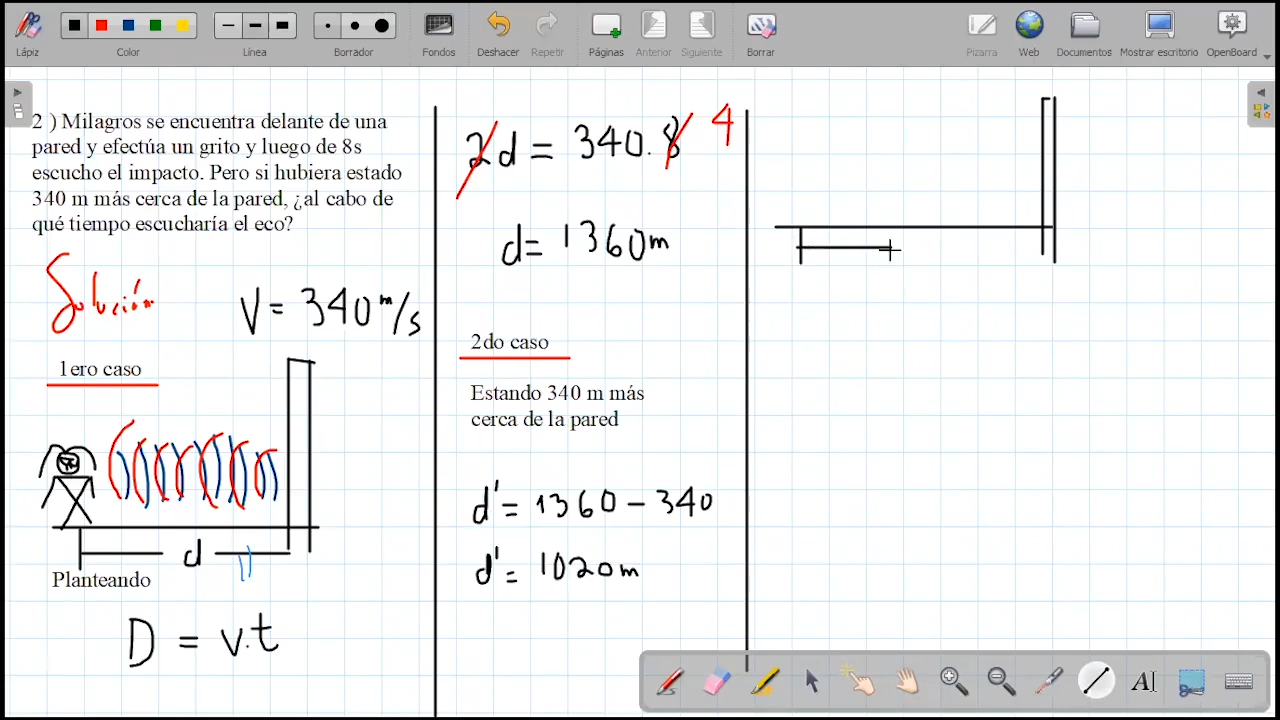 Lápiz
Color
Línea
Borrador
Fondos
Deshacer
Repetir
Páginas
Anterior
Siguiente
Borrar
Pizarra
Web
Documentos
Mostrar escritorio
OpenBoard
2 ) Milagros se encuentra delante de una
pared y efectúa un grito y luego de 8s
escucho el impacto. Pero si hubiera estado
340 m más cerca de la pared, ¿al cabo de
qué tiempo escucharía el eco?
Solución
V = 340 m/s
1ero caso
d
Planteando
D = v.t
2d = 340.8 4
d = 1360m
2do caso
Estando 340 m más
cerca de la pared
d' = 1360 - 340
d' = 1020m